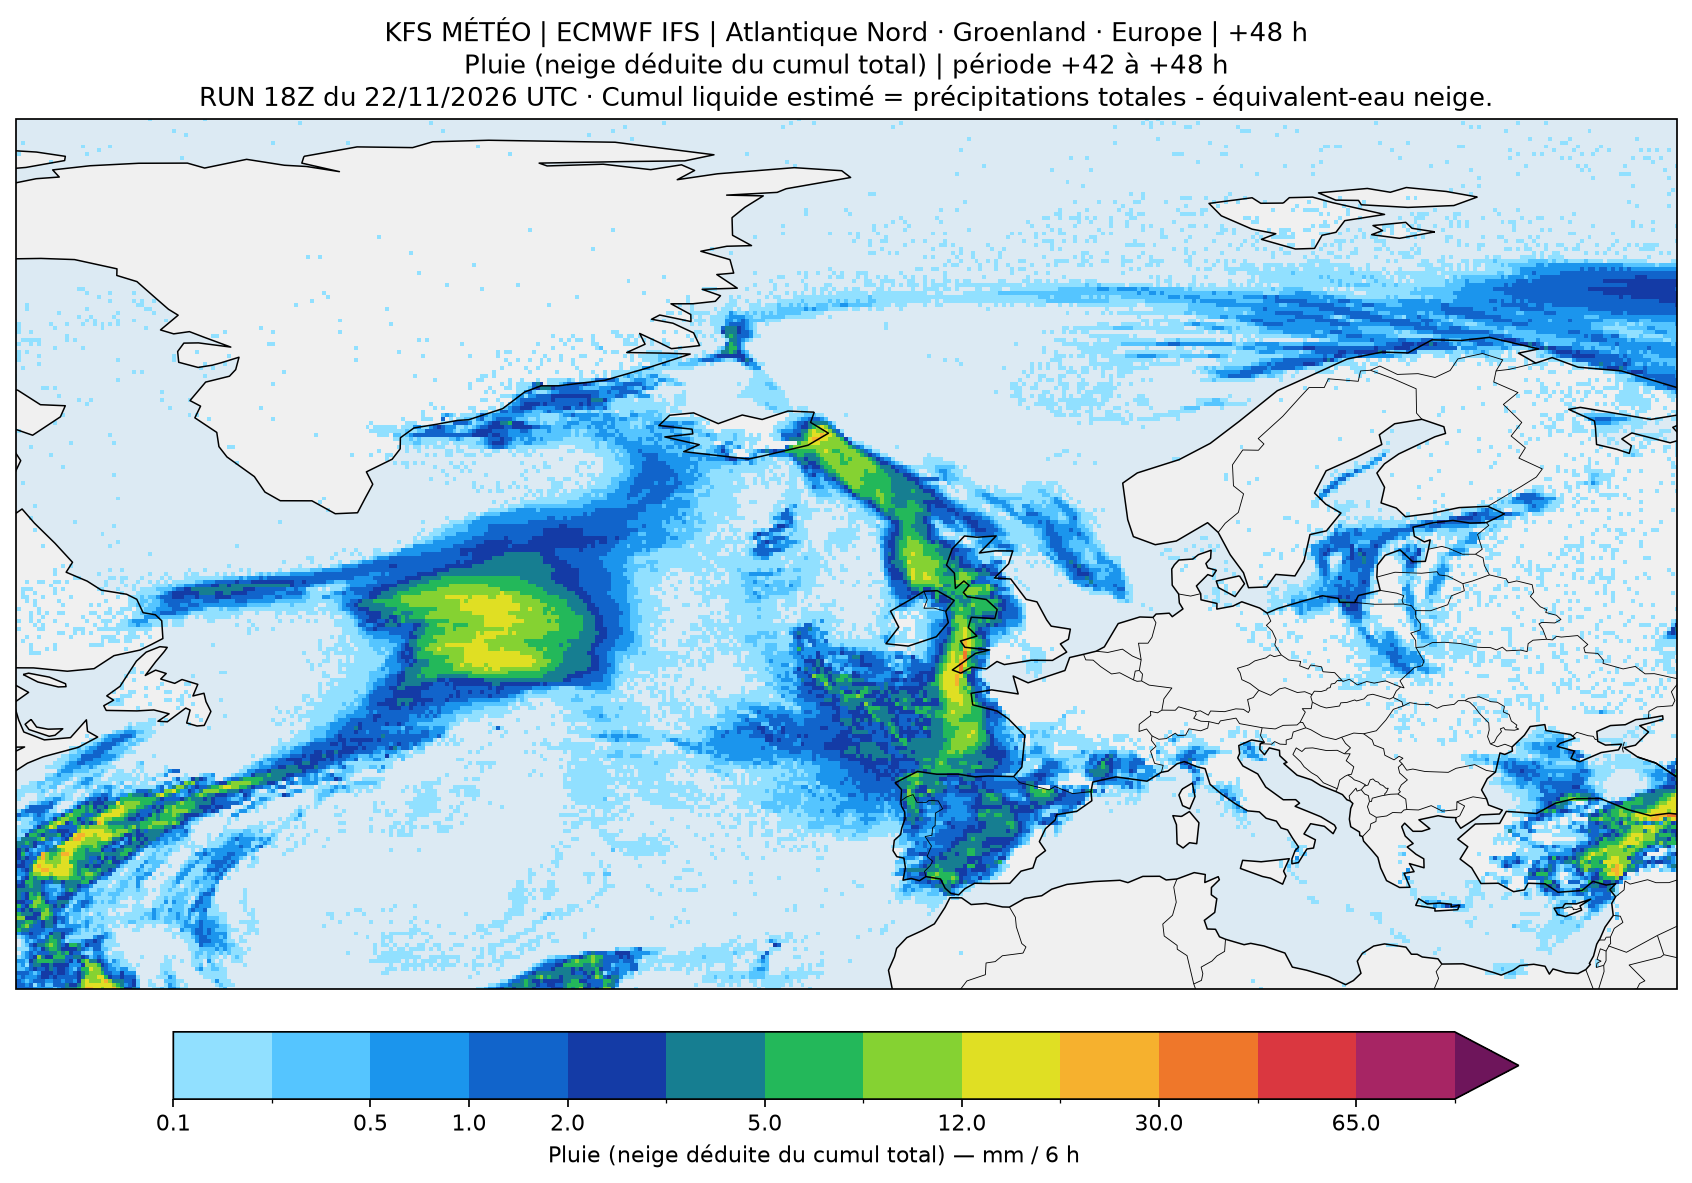 KFS MÉTÉO | ECMWF IFS | Atlantique Nord · Groenland · Europe | +48 h
Pluie (neige déduite du cumul total) | période +42 à +48 h
RUN 18Z du 22/11/2026 UTC · Cumul liquide estimé = précipitations totales - équivalent-eau neige.
0.1 0.5 1.0 2.0 5.0 12.0 30.0 65.0
Pluie (neige déduite du cumul total) — mm / 6 h